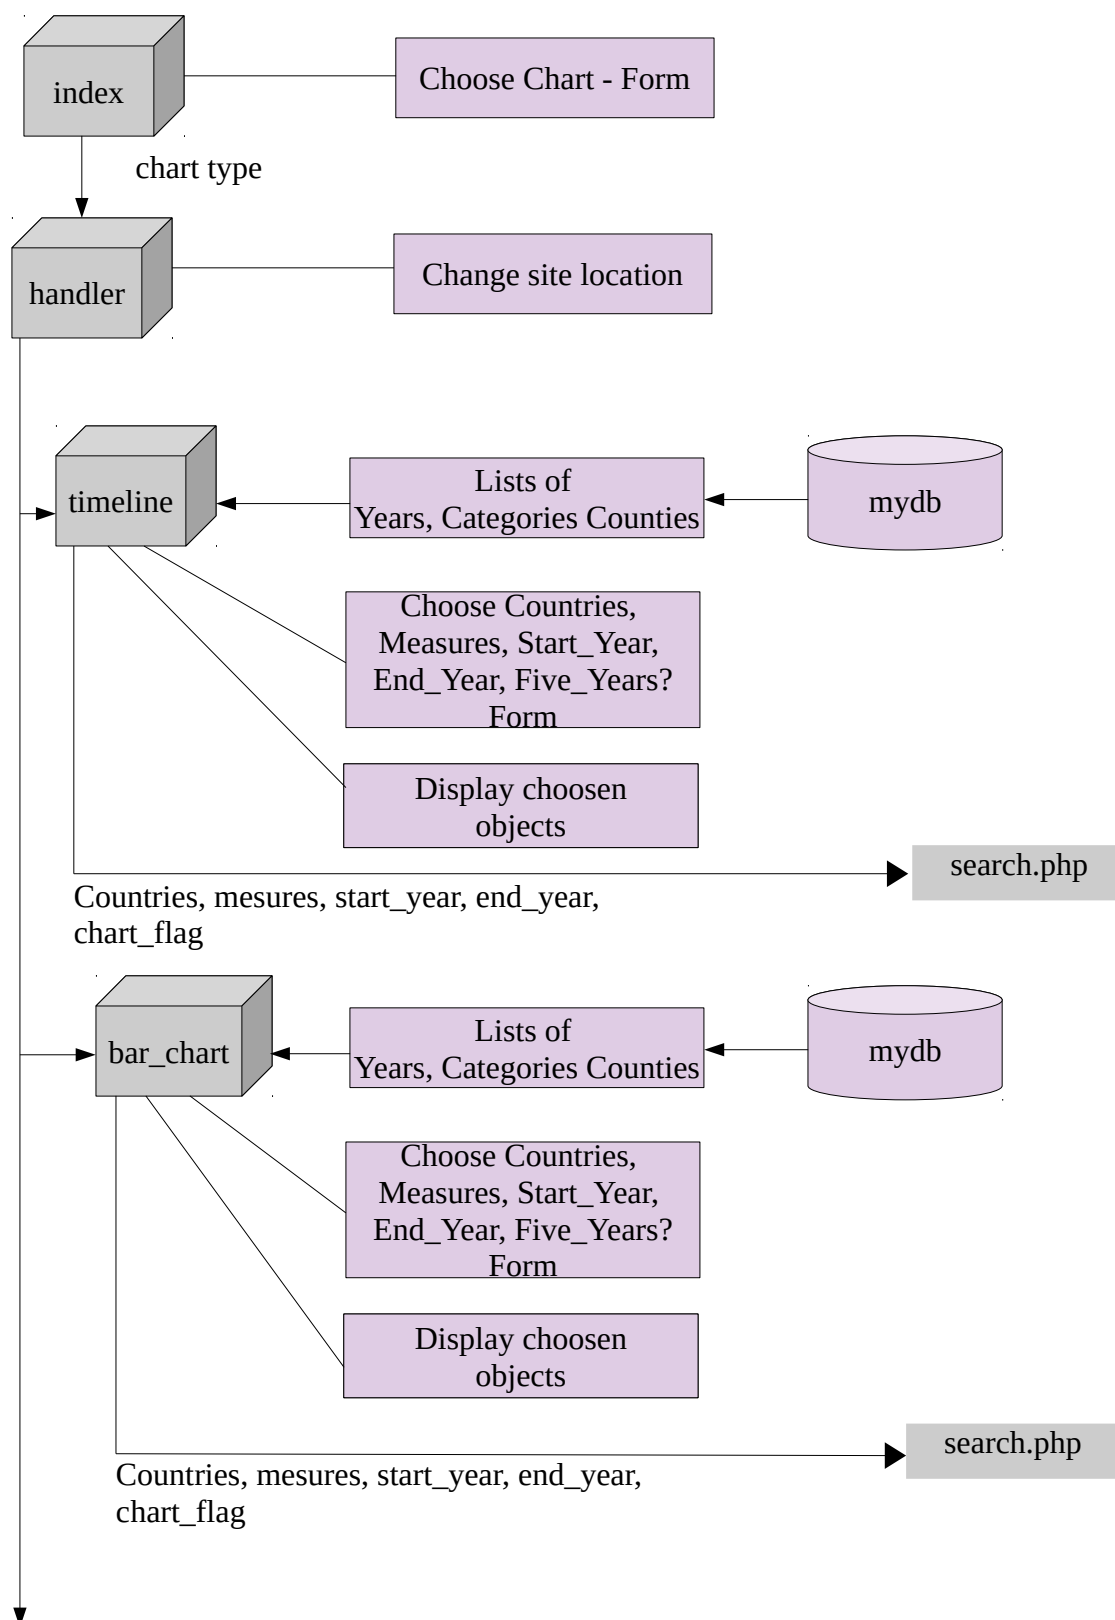 index
Choose Chart - Form
chart type
handler
Change site location
timeline
Lists of
Years, Categories Counties
mydb
Choose Countries,
Measures, Start_Year,
End_Year, Five_Years?
Form
Display choosen
objects
search.php
Countries, mesures, start_year, end_year,
chart_flag
bar_chart
Lists of
Years, Categories Counties
mydb
Choose Countries,
Measures, Start_Year,
End_Year, Five_Years?
Form
Display choosen
objects
search.php
Countries, mesures, start_year, end_year,
chart_flag